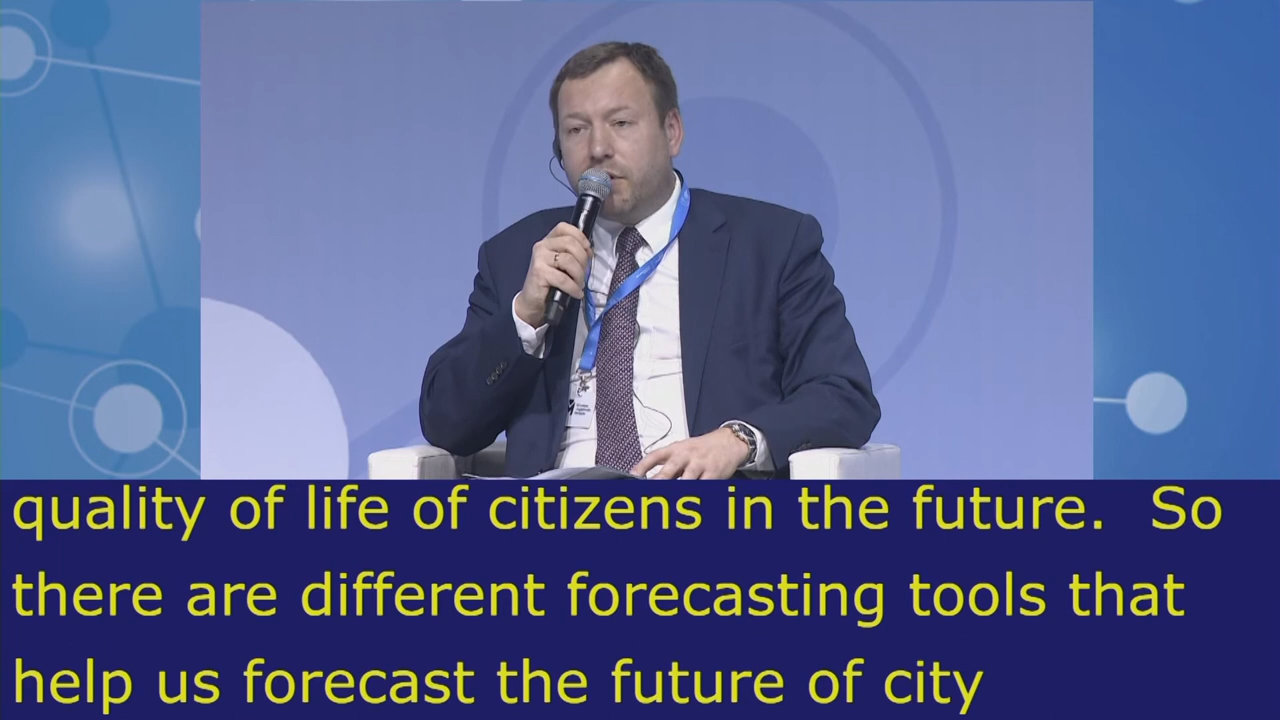 quality of life of citizens in the future.  So
there are different forecasting tools that
help us forecast the future of city